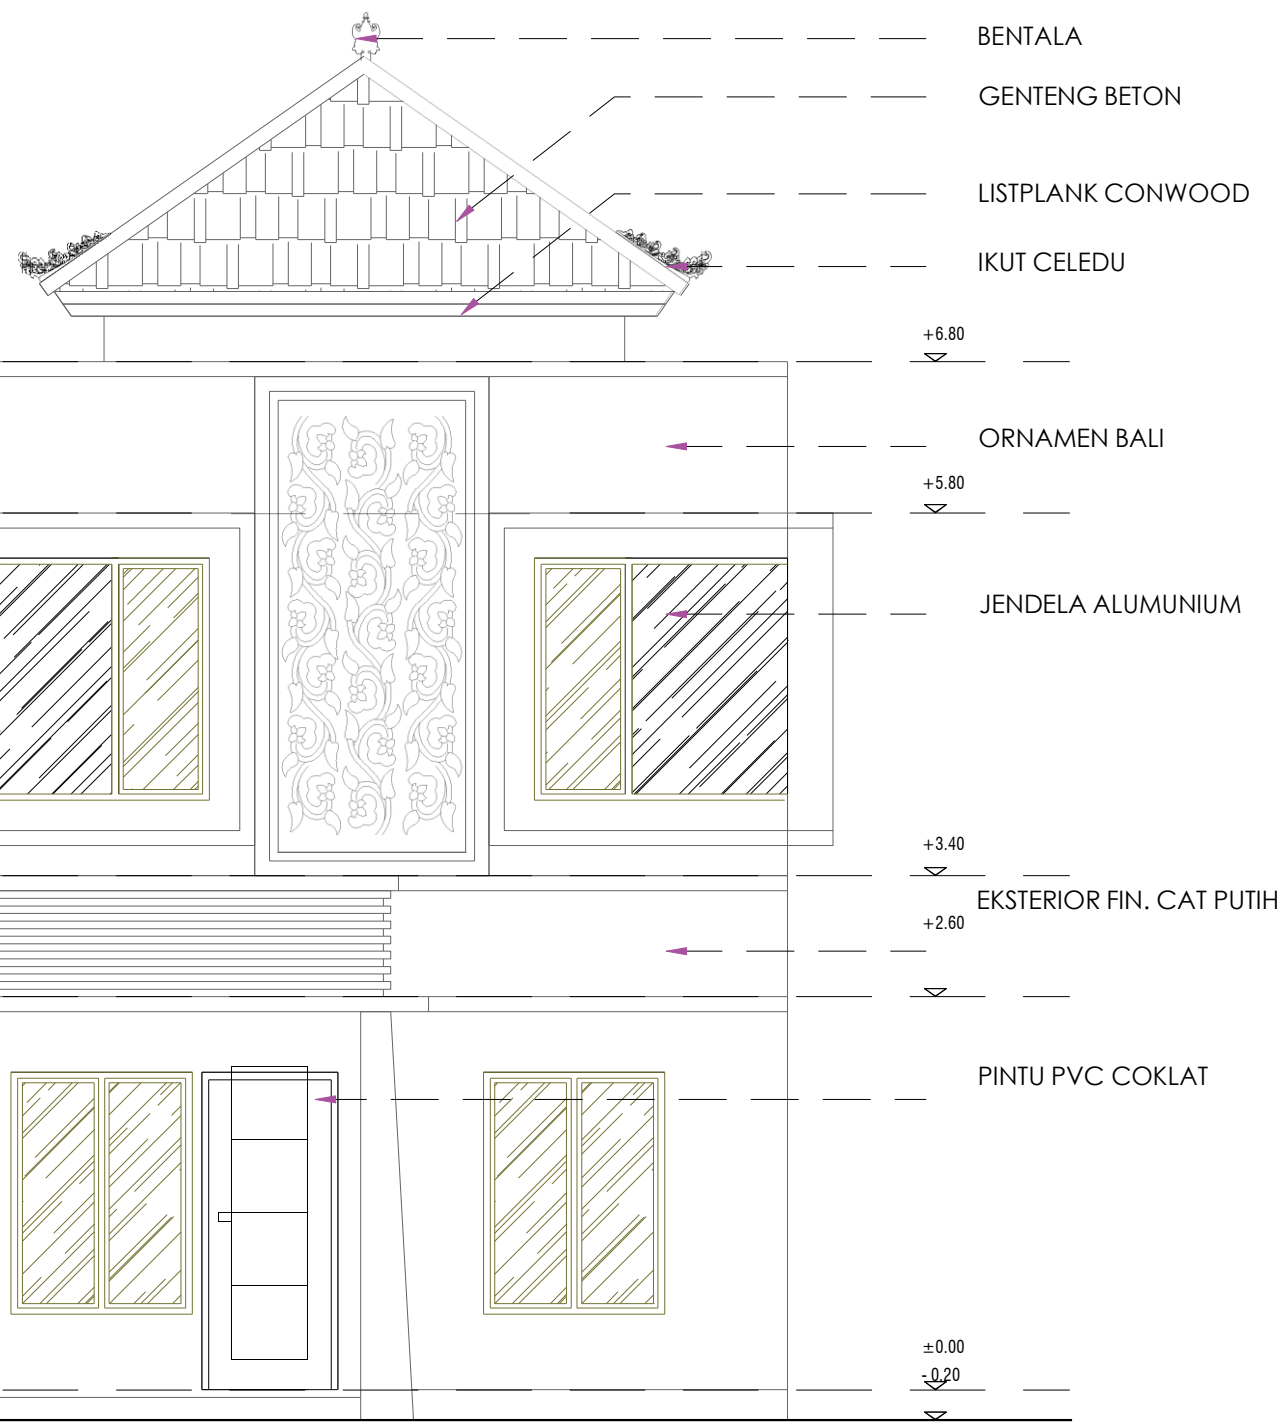 BENTALA
GENTENG BETON
LISTPLANK CONWOOD
IKUT CELEDU
+6.80
ORNAMEN BALI
+5.80
JENDELA ALUMUNIUM
+3.40
EKSTERIOR FIN. CAT PUTIH
+2.60
PINTU PVC COKLAT
±0.00
-0.20